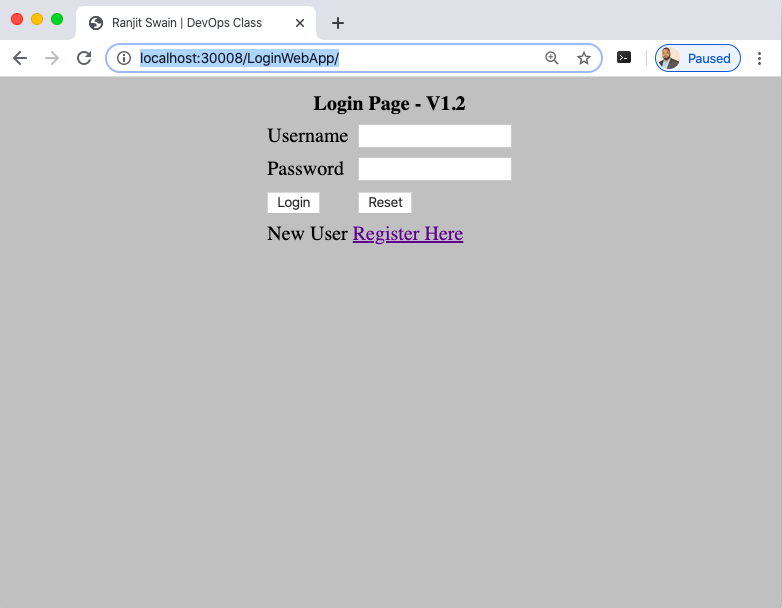 Ranjit Swain | DevOps Class
localhost:30008/LoginWebApp/
Paused
Login Page - V1.2
Username
Password
Login Reset
New User Register Here